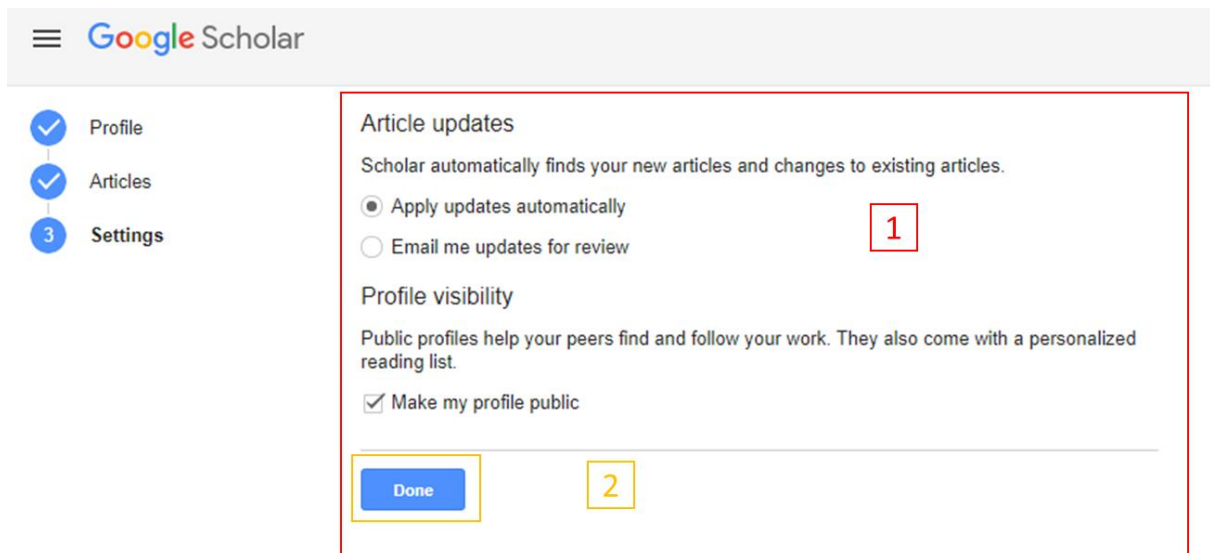 Google Scholar
Profile
Articles
3 Settings
Article updates
Scholar automatically finds your new articles and changes to existing articles.
Apply updates automatically
Email me updates for review
1
Profile visibility
Public profiles help your peers find and follow your work. They also come with a personalized
reading list.
Make my profile public
Done
2